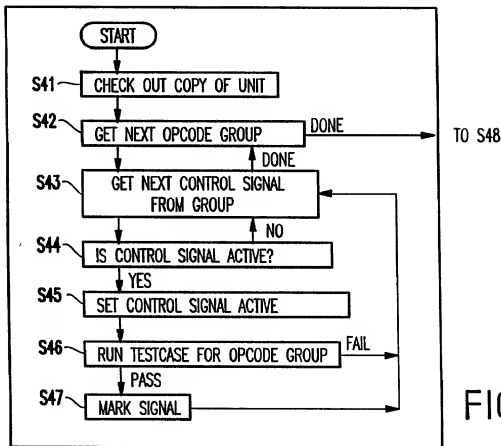 START
S41
CHECK OUT COPY OF UNIT
S42
GET NEXT OPCODE GROUP
DONE
TO S48
DONE
S43
GET NEXT CONTROL SIGNAL
FROM GROUP
NO
S44
IS CONTROL SIGNAL ACTIVE?
YES
S45
SET CONTROL SIGNAL ACTIVE
S46
RUN TESTCASE FOR OPCODE GROUP
FAIL
PASS
S47
MARK SIGNAL